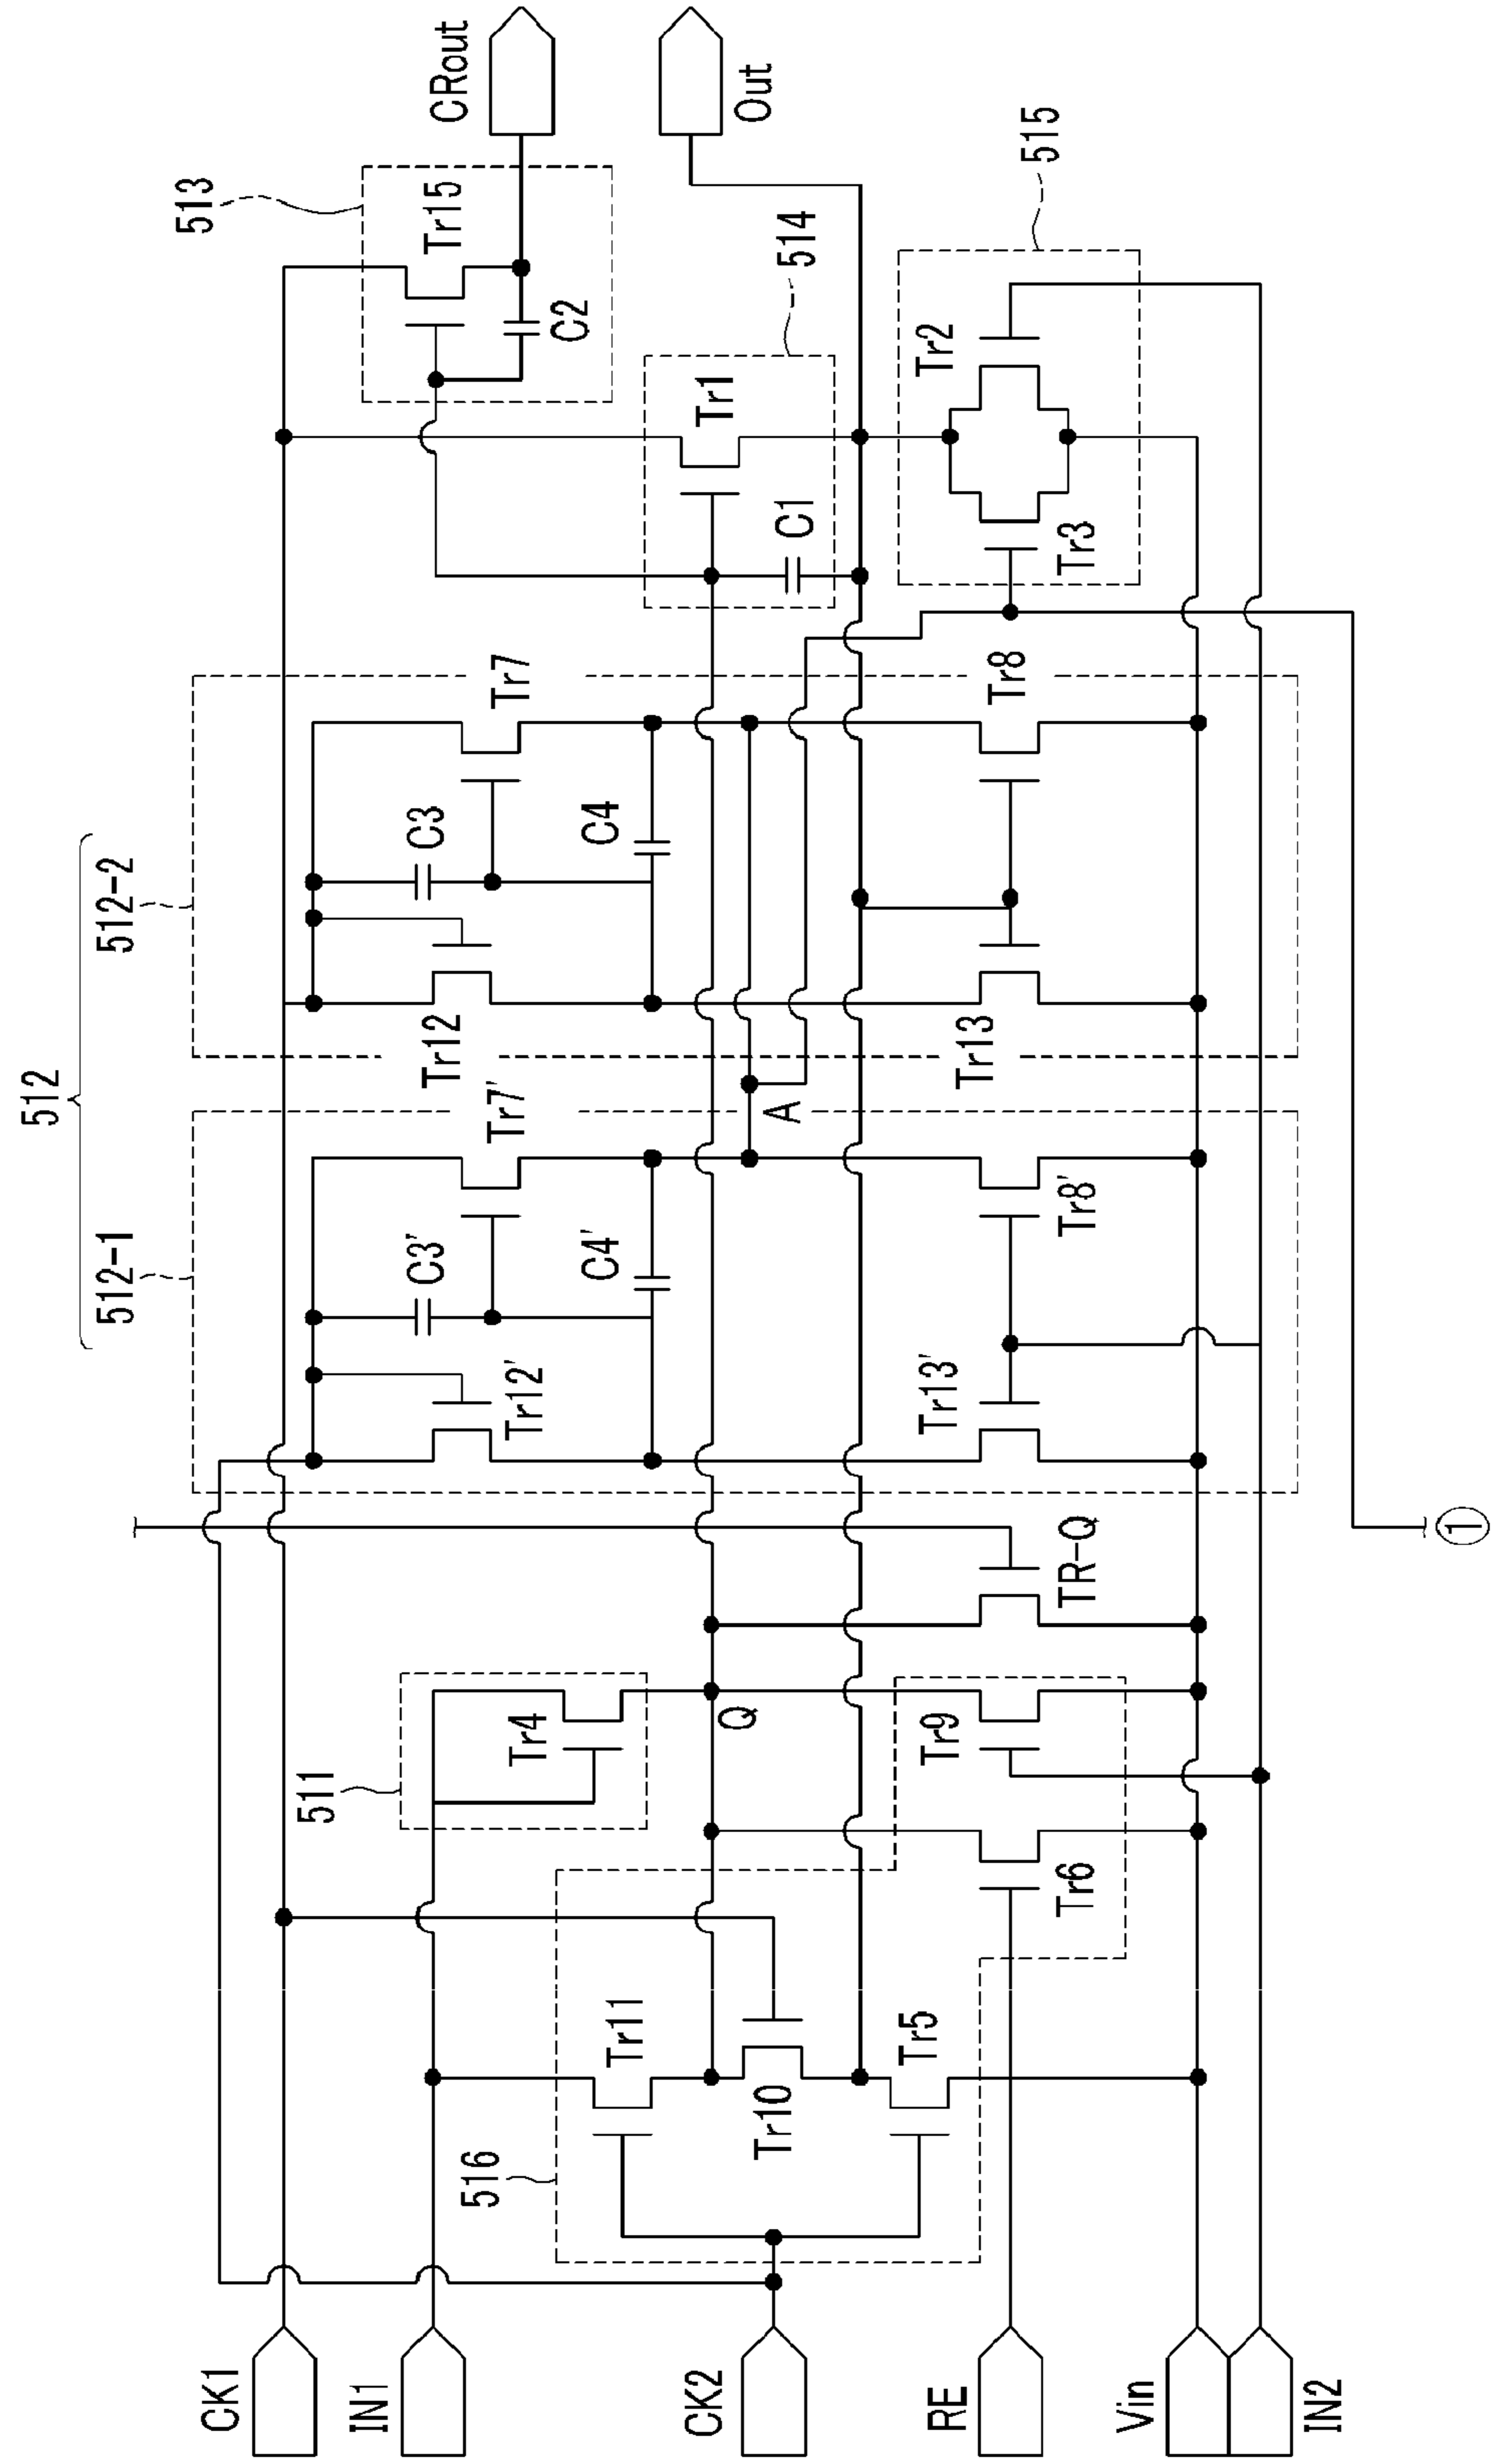 512
512-1
512-2
513
CRout
Tr7'
Tr12
Tr7
Tr15
C3'
C3
Tr12'
C4'
C4
C2
511
Tr4
514
Tr1
Out
Q
A
C1
516
Tr11
Tr10
Tr5
Tr9
Tr6
TR-Q
Tr13'
Tr8'
Tr13
Tr8
Tr2
Tr3
515
CK1
IN1
CK2
RE
Vin
IN2
1